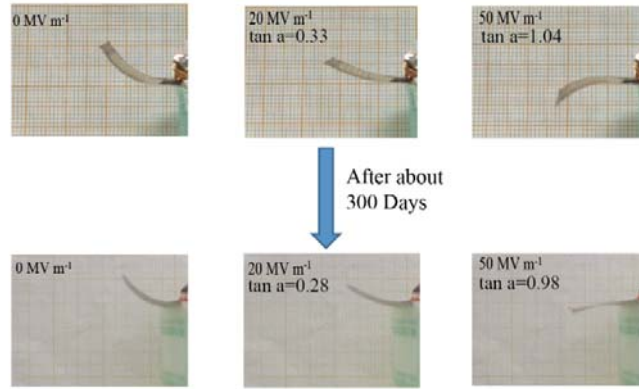 0 MV m⁻¹
20 MV m⁻¹
tan a=0.33
50 MV m⁻¹
tan a=1.04
After about
300 Days
0 MV m⁻¹
20 MV m⁻¹
tan a=0.28
50 MV m⁻¹
tan a=0.98